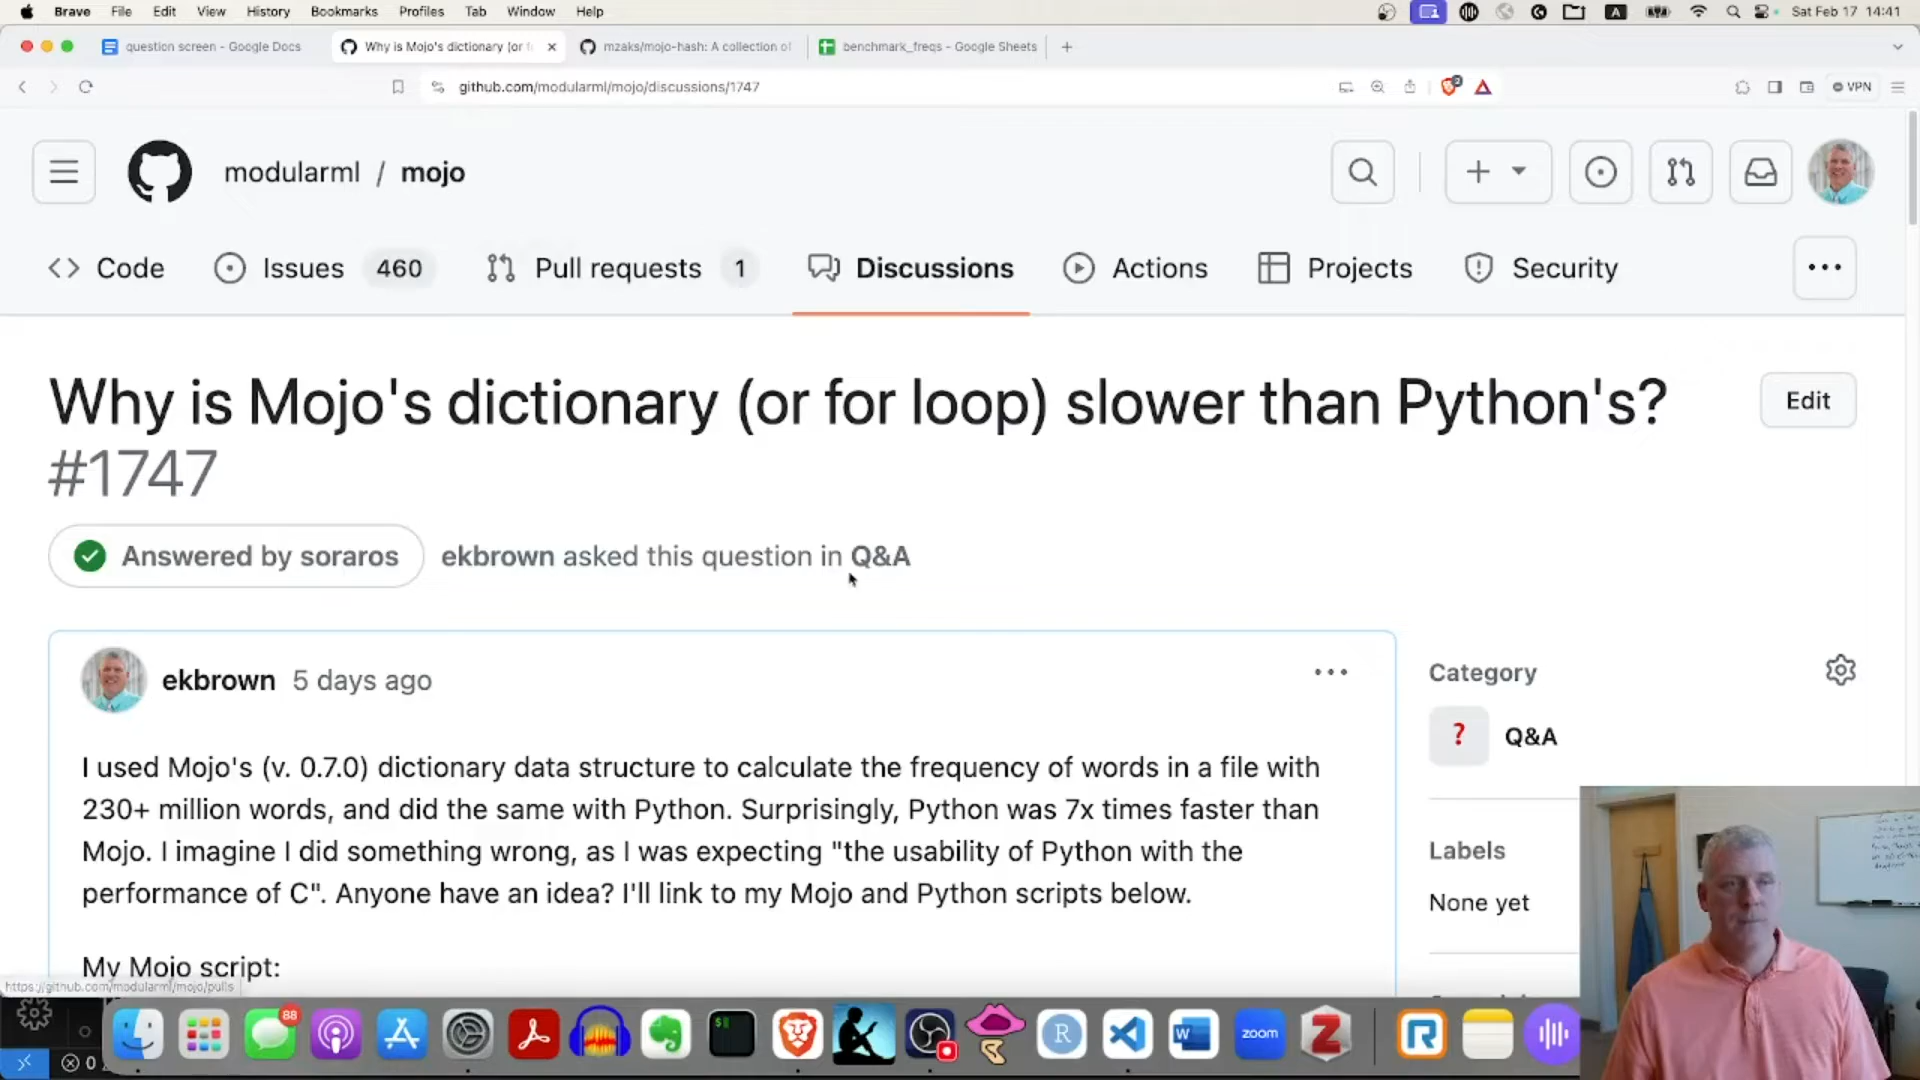 Brave File Edit View History Bookmarks Profiles Tab Window Help
A
Sat Feb 17 14:41
question screen - Google Docs
Why is Mojo's dictionary (or f
mzaks/mojo-hash: A collection of
benchmark_freqs - Google Sheets
github.com/modularml/mojo/discussions/1747
2
VPN
modularml / mojo
Code
Issues 460
Pull requests 1
Discussions
Actions
Projects
Security
Why is Mojo's dictionary (or for loop) slower than Python's?
#1747
Edit
Answered by soraros
ekbrown asked this question in Q&A
ekbrown 5 days ago
I used Mojo's (v. 0.7.0) dictionary data structure to calculate the frequency of words in a file with
230+ million words, and did the same with Python. Surprisingly, Python was 7x times faster than
Mojo. I imagine I did something wrong, as I was expecting "the usability of Python with the
performance of C". Anyone have an idea? I'll link to my Mojo and Python scripts below.
My Mojo script:
Category
? Q&A
Labels
None yet
https://github.com/modularml/mojo/pulls
88
$
R
W
zoom
Z
R
0